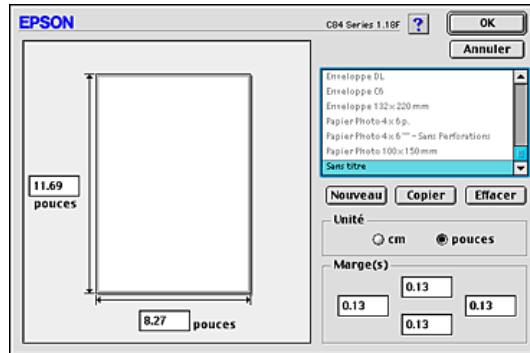 EPSON
C84 Series 1.18F ? OK
Annuler
Enveloppe DL
Enveloppe C6
Enveloppe 132×220 mm
Papier Photo 4×6 p.
Papier Photo 4×6 "" - Sans Perforations
Papier Photo 100×150 mm
Sans titre
Nouveau Copier Effacer
11.69
pouces
8.27 pouces
Unité
cm pouces
Marge(s)
0.13
0.13 0.13
0.13